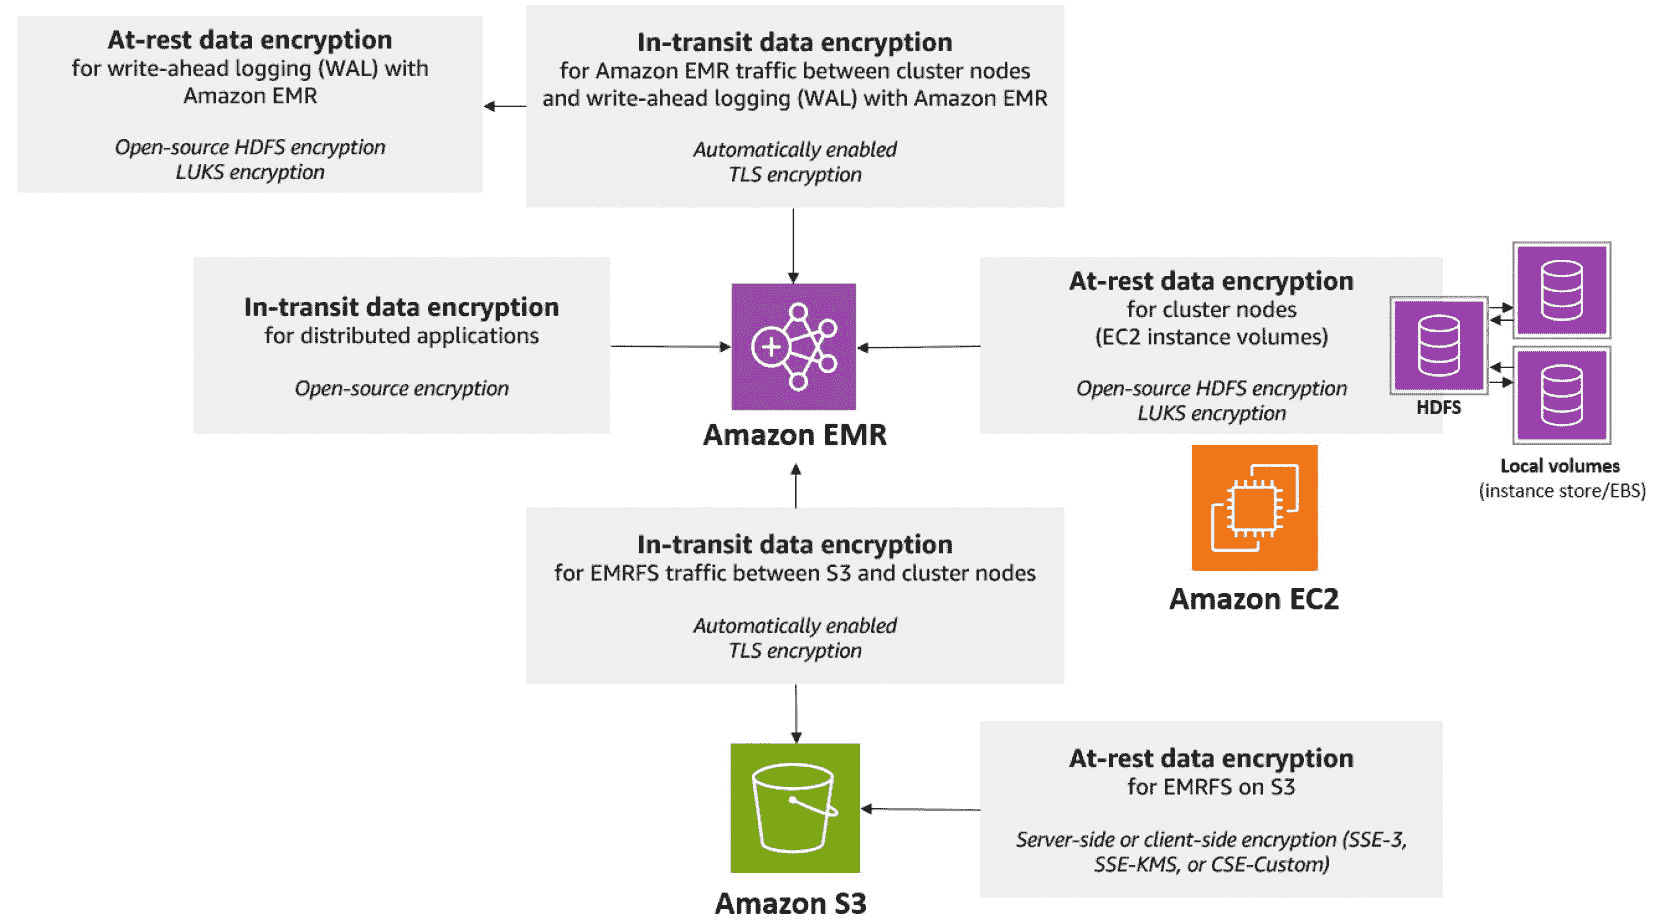 At-rest data encryption
for write-ahead logging (WAL) with
Amazon EMR
Open-source HDFS encryption
LUKS encryption
In-transit data encryption
for Amazon EMR traffic between cluster nodes
and write-ahead logging (WAL) with Amazon EMR
Automatically enabled
TLS encryption
In-transit data encryption
for distributed applications
Open-source encryption
Amazon EMR
At-rest data encryption
for cluster nodes
(EC2 instance volumes)
Open-source HDFS encryption
LUKS encryption
HDFS
Local volumes
(instance store/EBS)
Amazon EC2
In-transit data encryption
for EMRFS traffic between S3 and cluster nodes
Automatically enabled
TLS encryption
At-rest data encryption
for EMRFS on S3
Server-side or client-side encryption (SSE-3,
SSE-KMS, or CSE-Custom)
Amazon S3